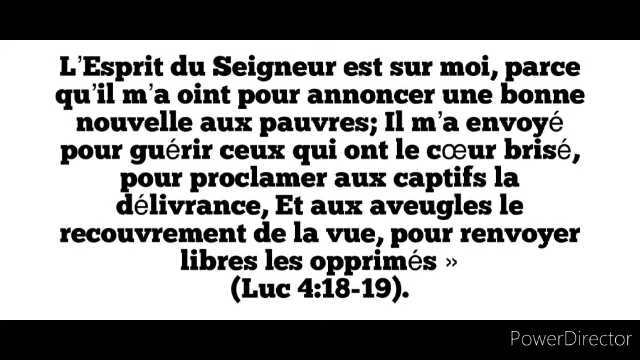 L’Esprit du Seigneur est sur moi, parce
qu’il m’a oint pour annoncer une bonne
nouvelle aux pauvres; Il m’a envoyé
pour guérir ceux qui ont le cœur brisé,
pour proclamer aux captifs la
délivrance, Et aux aveugles le
recouvrement de la vue, pour renvoyer
libres les opprimés »
(Luc 4:18-19).
PowerDirector